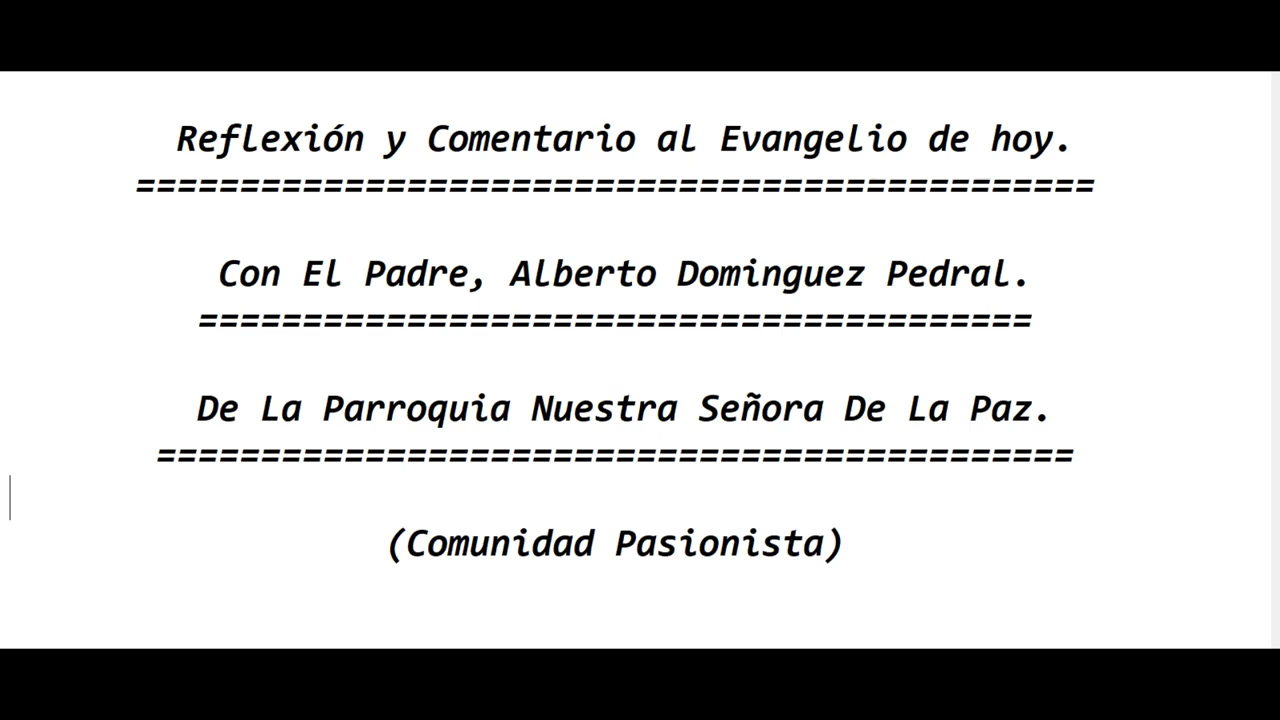 Reflexión y Comentario al Evangelio de hoy.
==============================================
Con El Padre, Alberto Dominguez Pedral.
========================================
De La Parroquia Nuestra Señora De La Paz.
============================================
(Comunidad Pasionista)